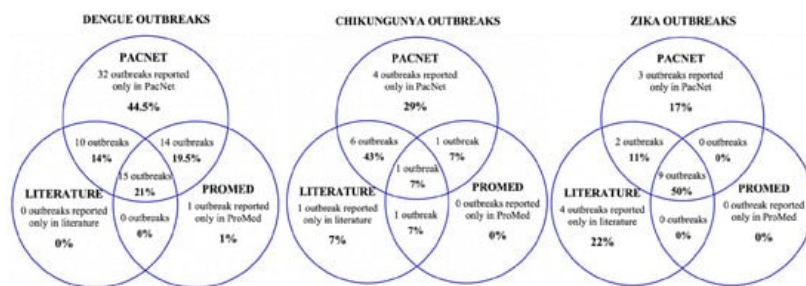 DENGUE OUTBREAKS
PACNET
32 outbreaks reported
only in PacNet
44.5%
10 outbreaks
14%
14 outbreaks
19.5%
15 outbreaks
21%
LITERATURE
0 outbreaks reported
only in literature
0%
0 outbreaks
0%
PROMED
1 outbreak reported
only in ProMed
1%
CHIKUNGUNYA OUTBREAKS
PACNET
4 outbreaks reported
only in PacNet
29%
6 outbreaks
43%
1 outbreak
7%
1 outbreak
7%
LITERATURE
1 outbreak reported
only in literature
7%
1 outbreak
7%
PROMED
0 outbreaks reported
only in ProMed
0%
ZIKA OUTBREAKS
PACNET
3 outbreaks reported
only in PacNet
17%
2 outbreaks
11%
0 outbreaks
0%
9 outbreaks
50%
LITERATURE
4 outbreaks reported
only in literature
22%
0 outbreaks
0%
PROMED
0 outbreaks reported
only in ProMed
0%